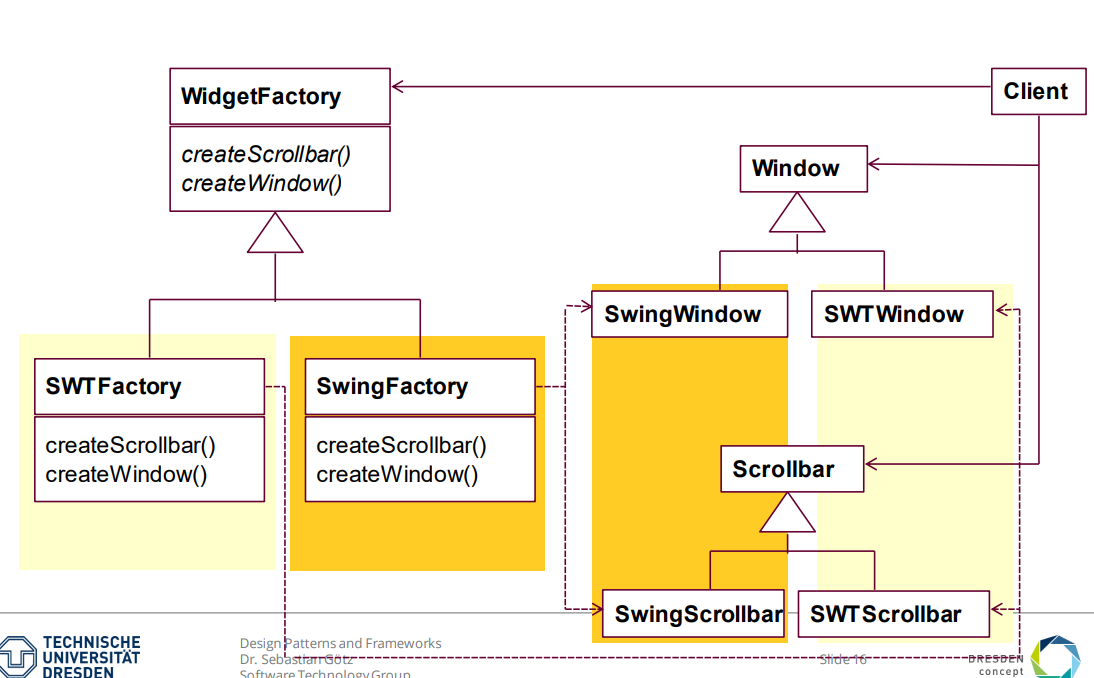 WidgetFactory
createScrollbar()
createWindow()
Client
Window
SwingWindow
SWTWindow
SWTFactory
createScrollbar()
createWindow()
SwingFactory
createScrollbar()
createWindow()
Scrollbar
SwingScrollbar
SWTScrollbar
TECHNISCHE
UNIVERSITÄT
DRESDEN
Design Patterns and Frameworks
Dr. Sebastian Götz
Software Technology Group
Slide 16
DRESDEN
concept